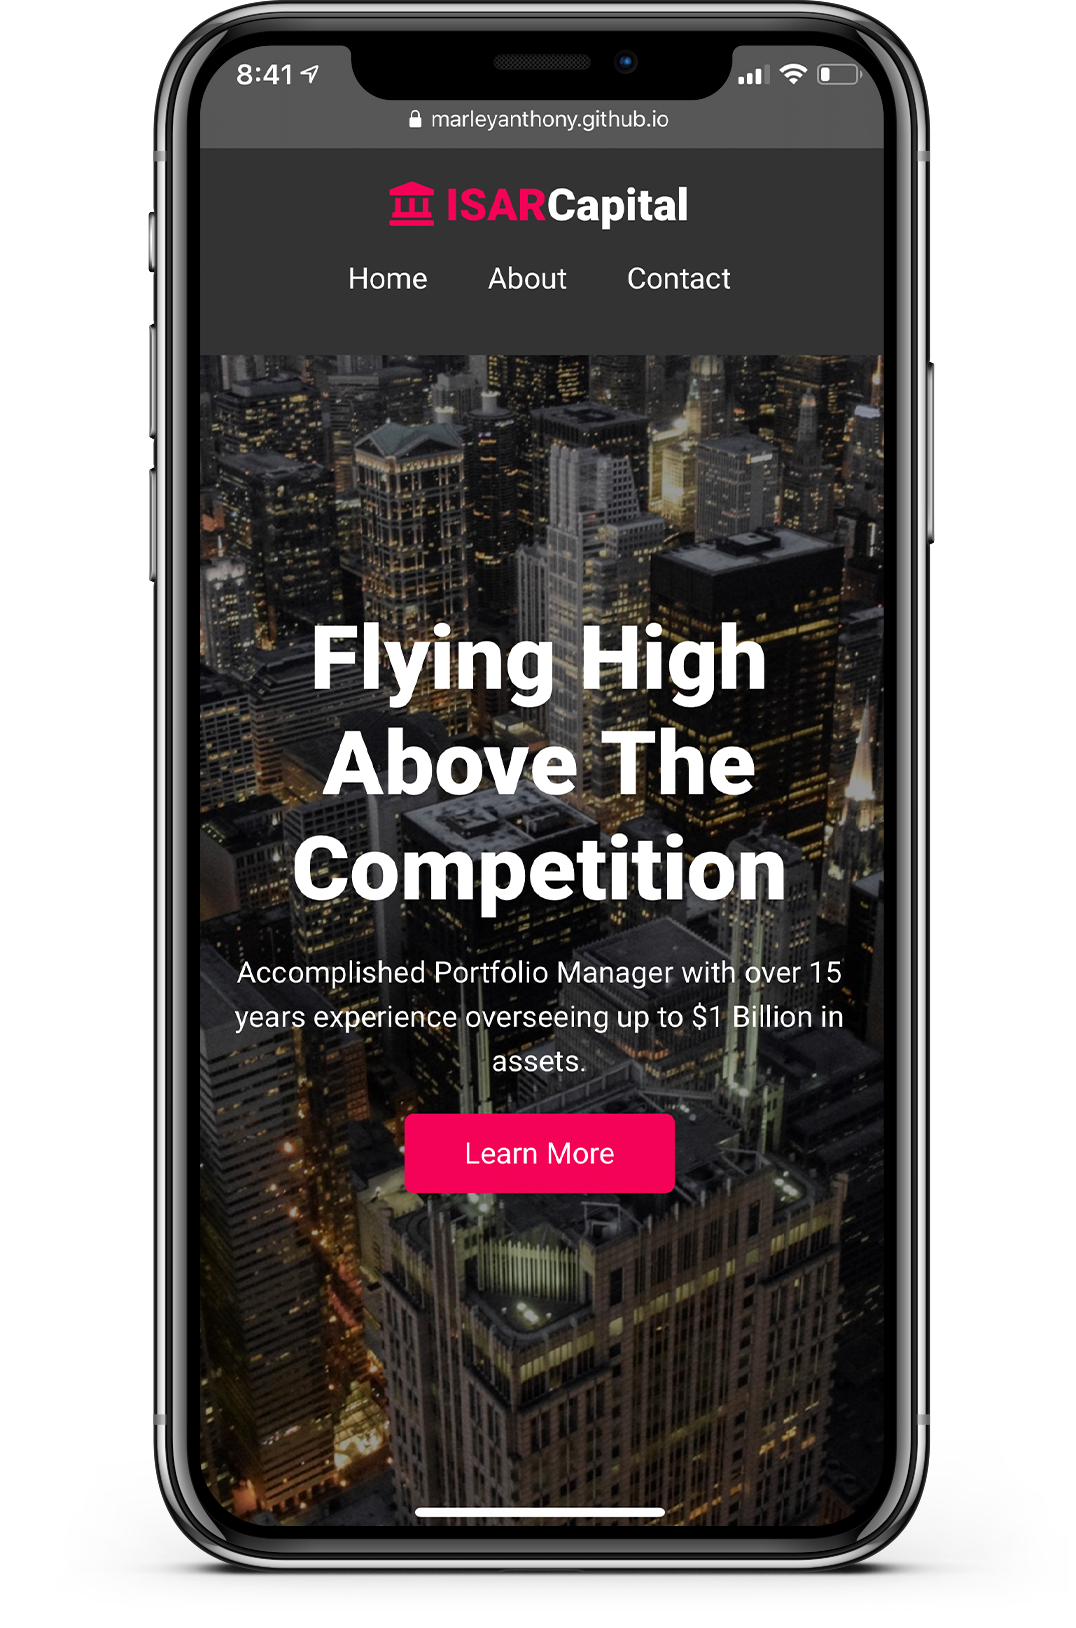 8:41
marleyanthony.github.io
ISARCapital
Home About Contact
Flying High
Above The
Competition
Accomplished Portfolio Manager with over 15
years experience overseeing up to $1 Billion in
assets.
Learn More